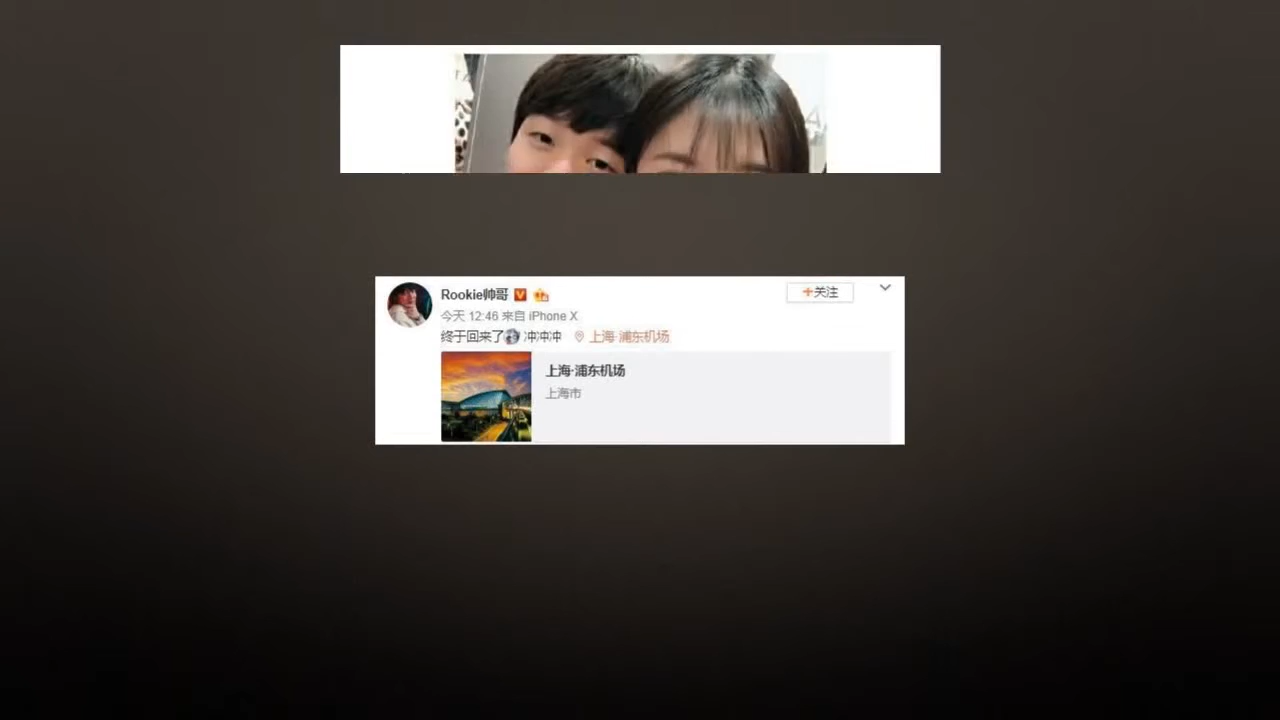 Rookie帅哥
+关注
今天 12:46 来自 iPhone X
终于回来了 冲冲冲 上海·浦东机场
上海·浦东机场
上海市